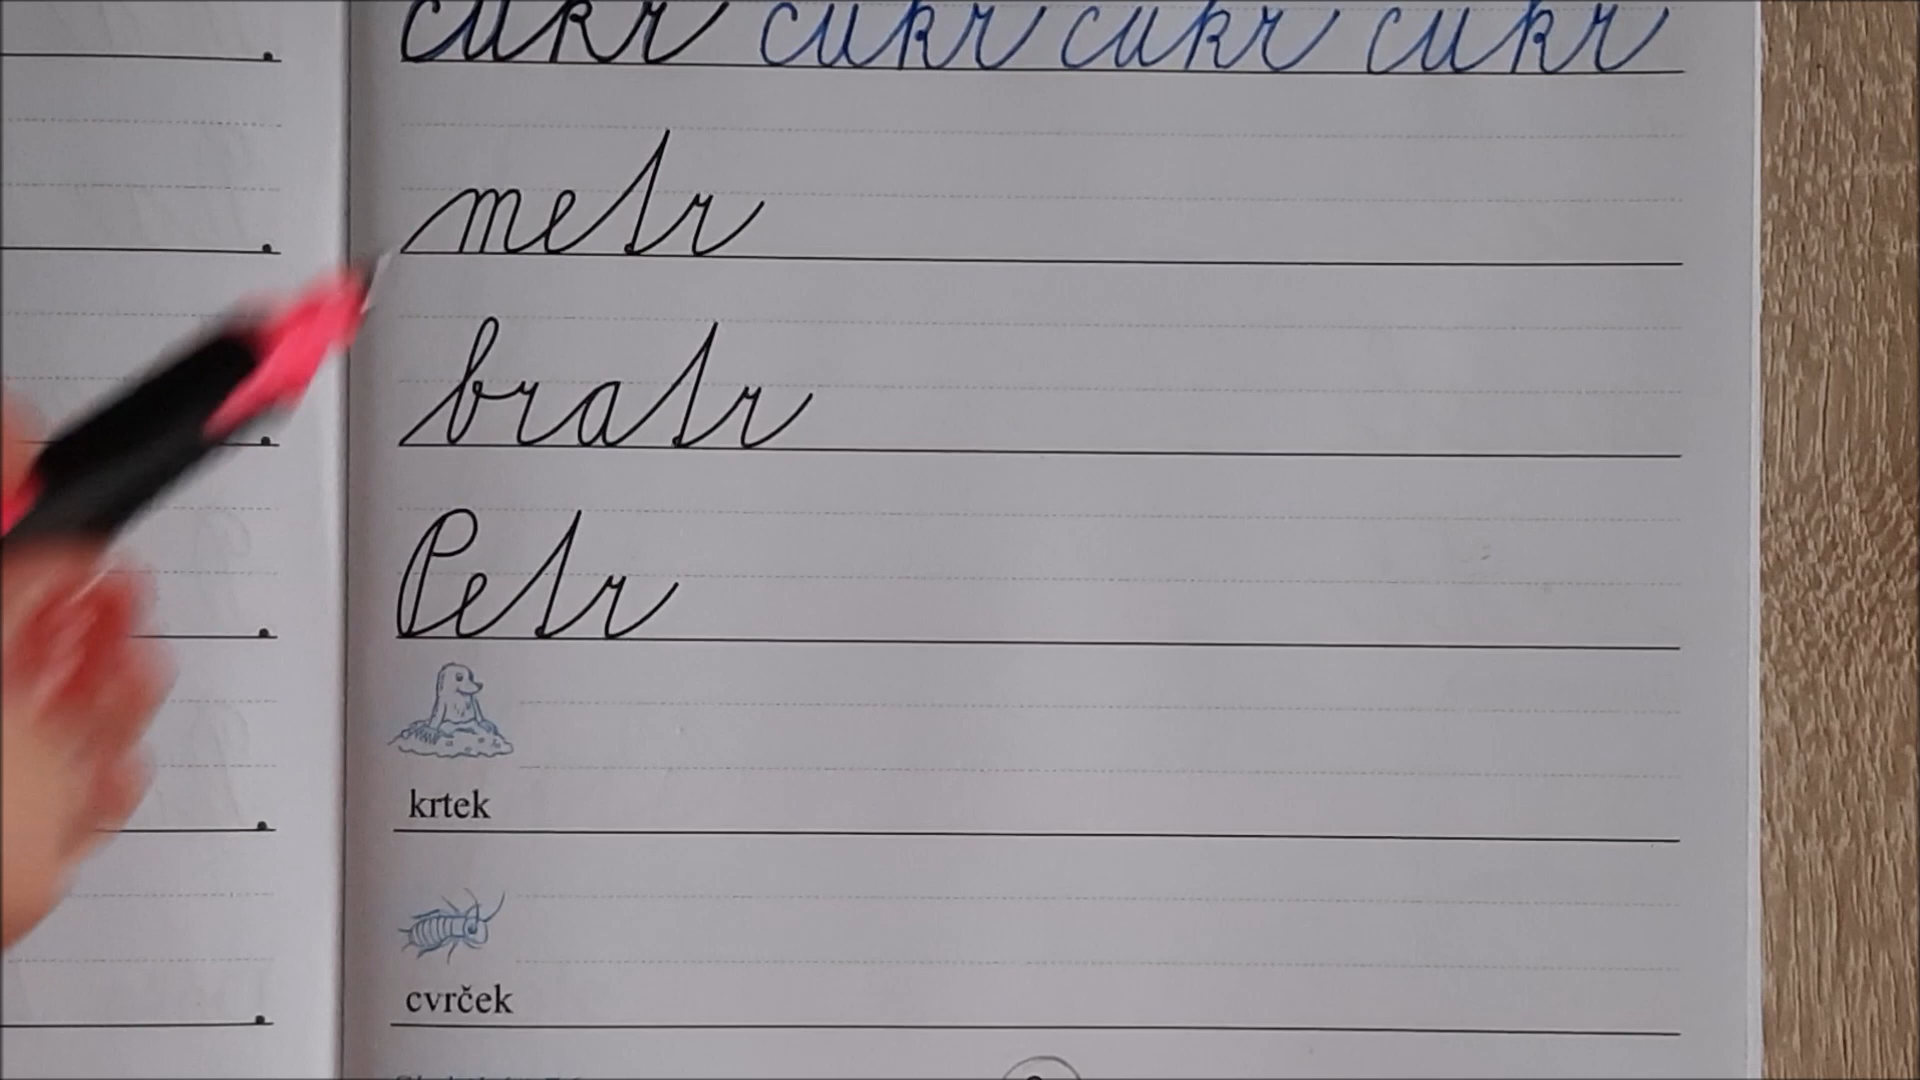 cukr cukr cukr cukr
metr
bratr
Petr
krtek
cvrček